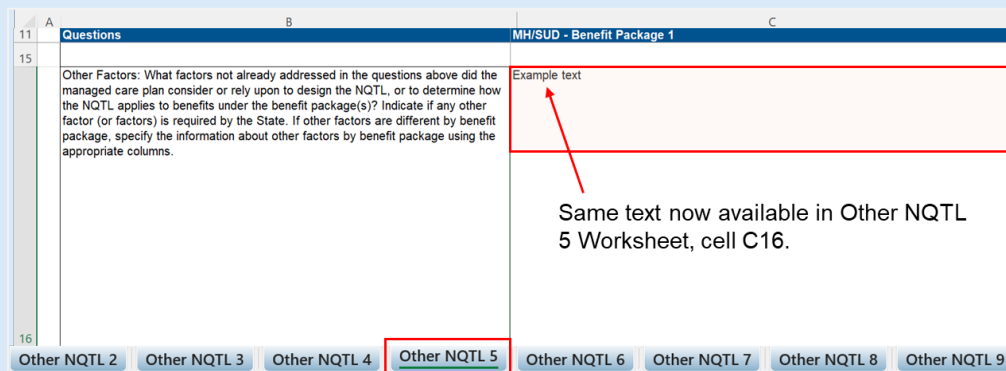 A B C
11 Questions MH/SUD - Benefit Package 1
15
Other Factors: What factors not already addressed in the questions above did the
managed care plan consider or rely upon to design the NQTL, or to determine how
the NQTL applies to benefits under the benefit package(s)? Indicate if any other
factor (or factors) is required by the State. If other factors are different by benefit
package, specify the information about other factors by benefit package using the
appropriate columns.
Example text
Same text now available in Other NQTL
5 Worksheet, cell C16.
16
Other NQTL 2 Other NQTL 3 Other NQTL 4 Other NQTL 5 Other NQTL 6 Other NQTL 7 Other NQTL 8 Other NQTL 9